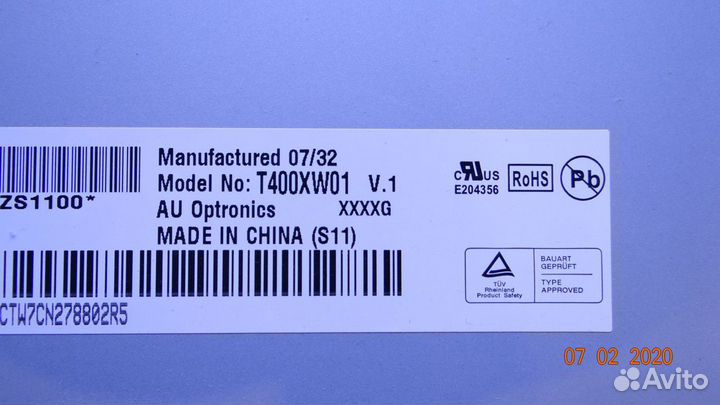 Manufactured 07/32
Model No: T400XW01 V.1
ZS1100*
AU Optronics XXXXG
MADE IN CHINA (S11)
c RU US
E204356
RoHS
Pb
TÜV
Rheinland
Product Safety
BAUART
GEPRÜFT
TYPE
APPROVED
CTW7CN278802R5
07 02 2020
Avito